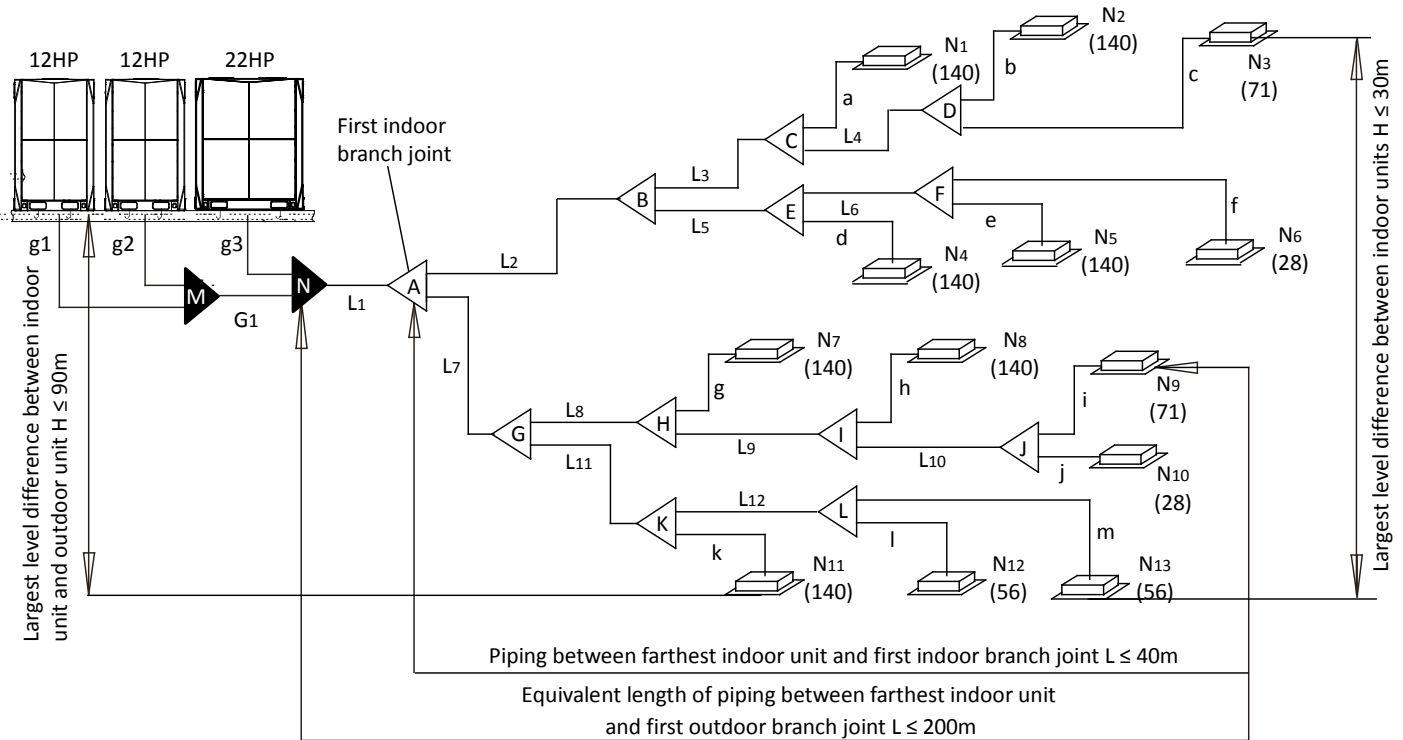 12HP
12HP
22HP
First indoor
branch joint
g1
g2
g3
M
G1
N
L1
A
L2
L7
B
L3
L5
C
a
L4
D
b
c
N1
(140)
N2
(140)
N3
(71)
E
L6
d
F
e
f
N4
(140)
N5
(140)
N6
(28)
G
L8
L11
H
g
L9
I
h
L10
J
i
j
N7
(140)
N8
(140)
N9
(71)
N10
(28)
K
L12
k
L
l
m
N11
(140)
N12
(56)
N13
(56)
Largest level difference between indoor
unit and outdoor unit H ≤ 90m
Largest level difference between indoor units H ≤ 30m
Piping between farthest indoor unit and first indoor branch joint L ≤ 40m
Equivalent length of piping between farthest indoor unit
and first outdoor branch joint L ≤ 200m